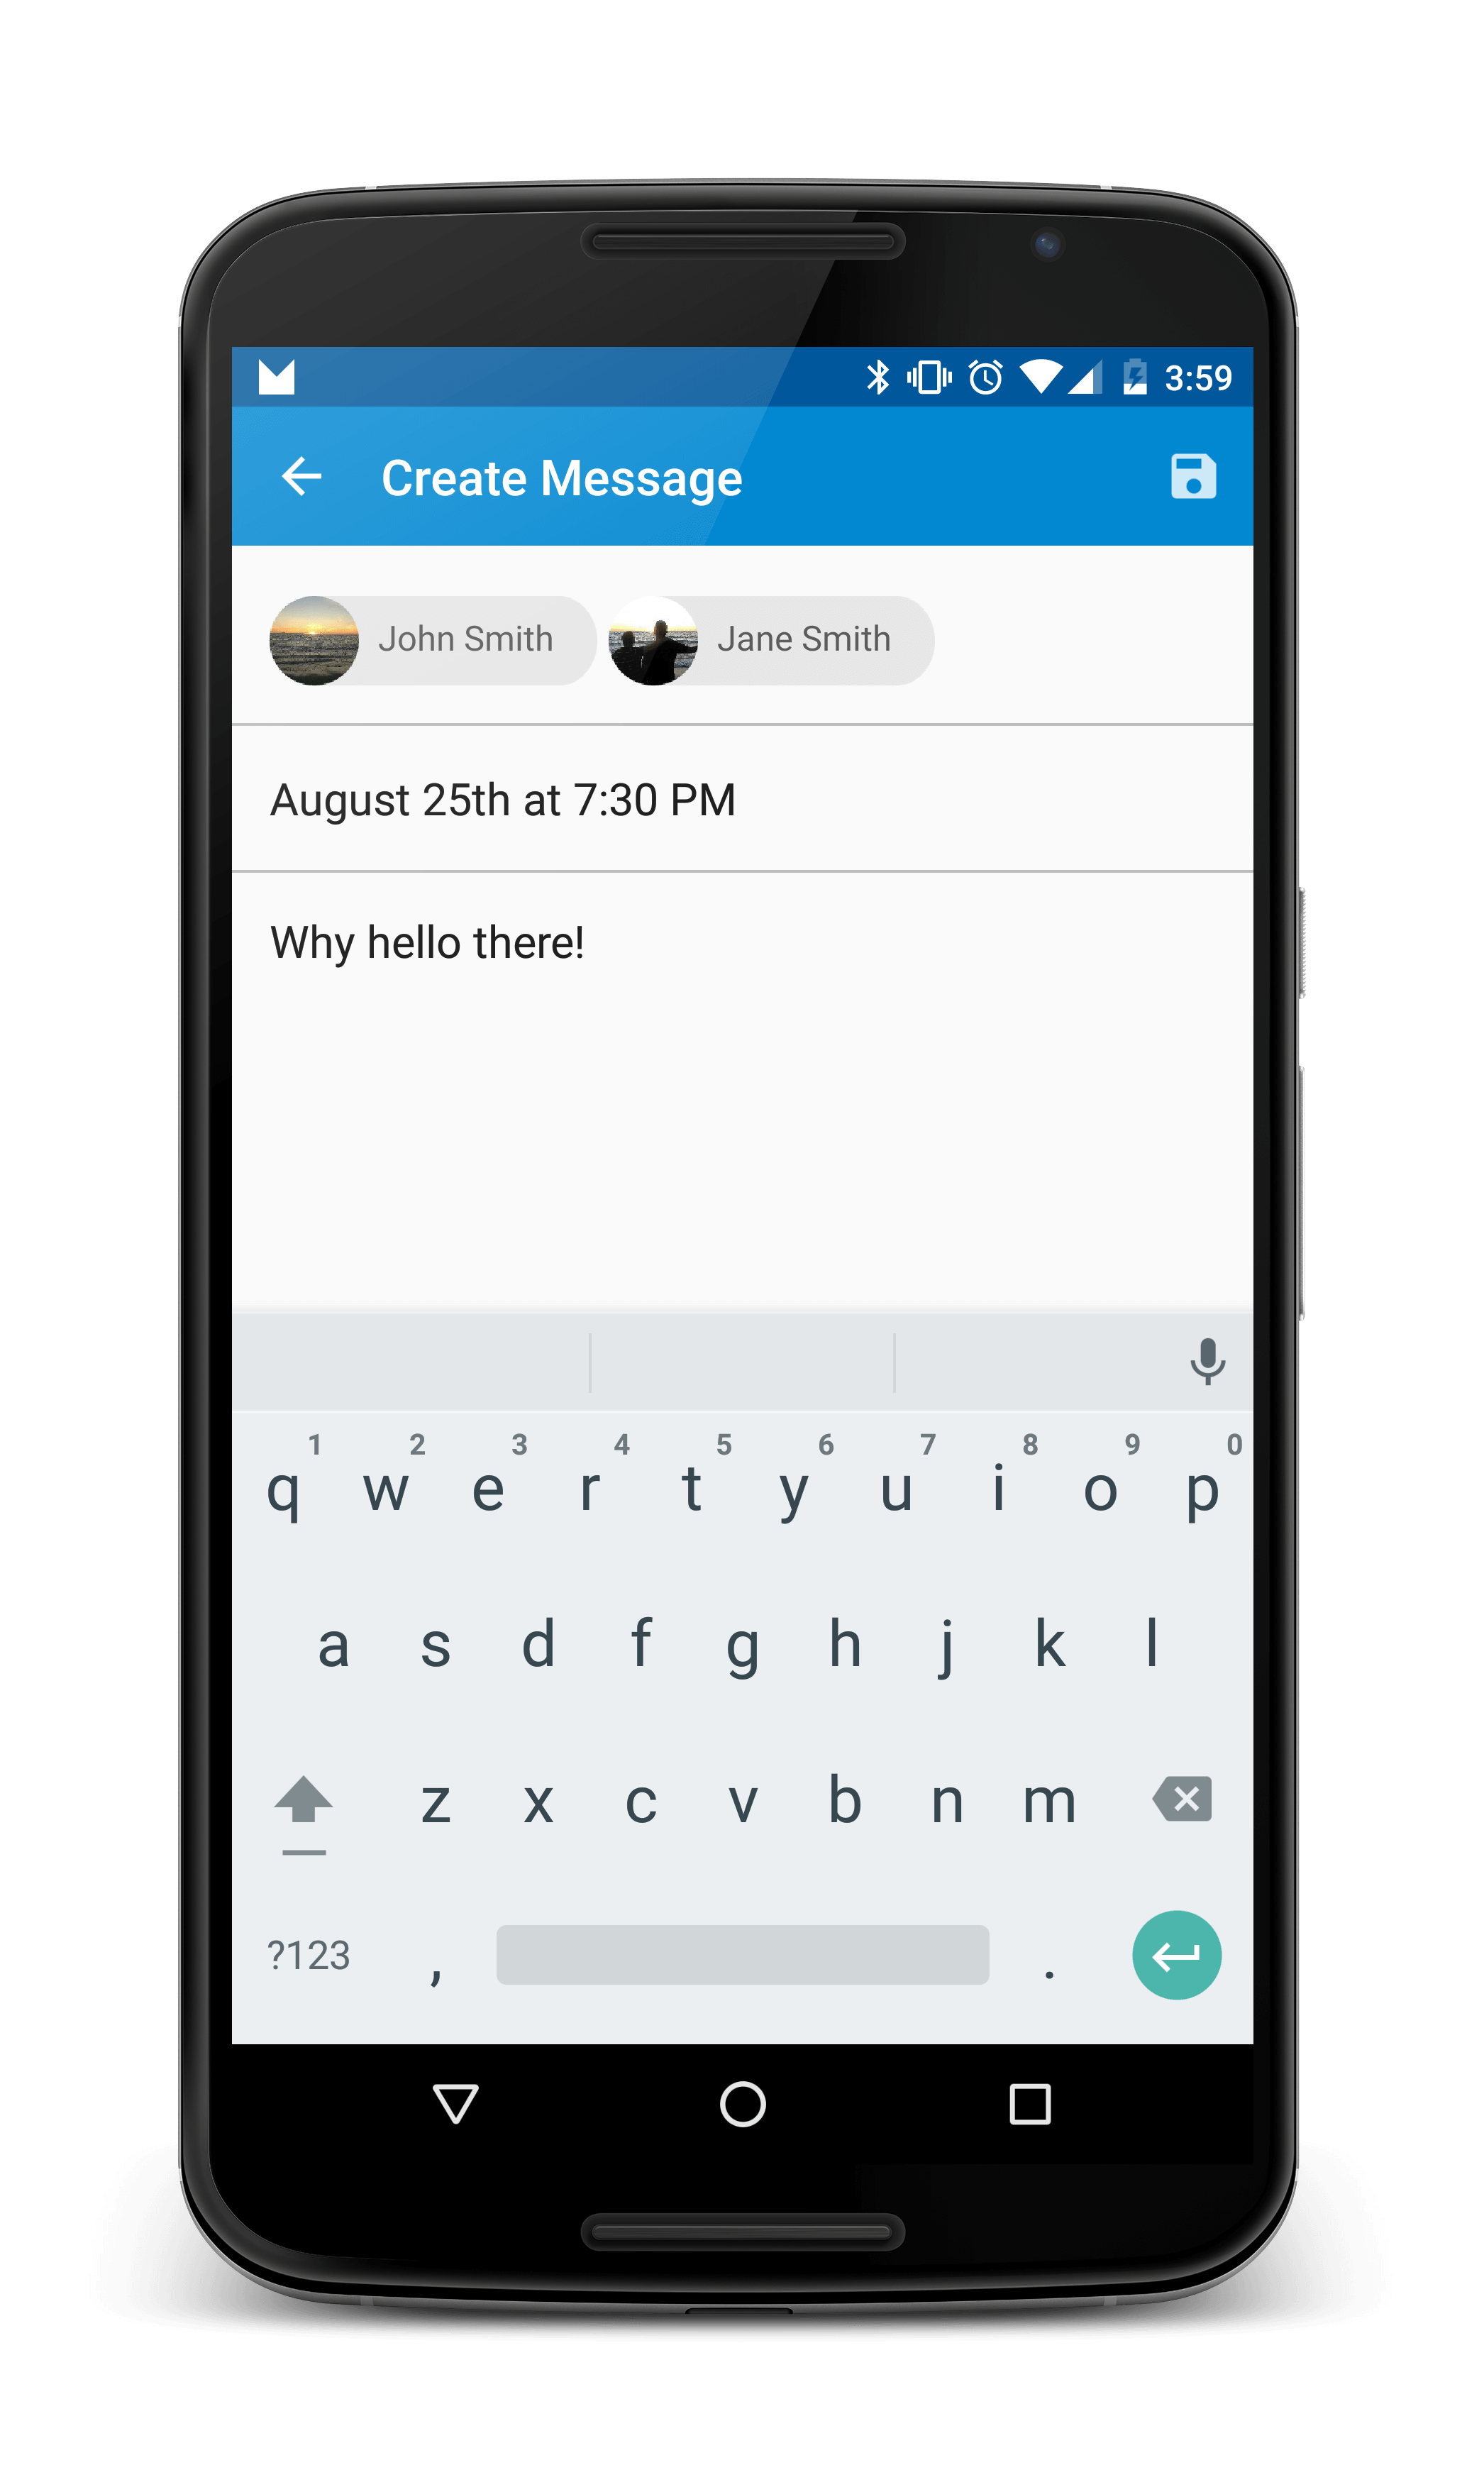 3:59
Create Message
John Smith Jane Smith
August 25th at 7:30 PM
Why hello there!
1 2 3 4 5 6 7 8 9 0
q w e r t y u i o p
a s d f g h j k l
z x c v b n m
?123 , .